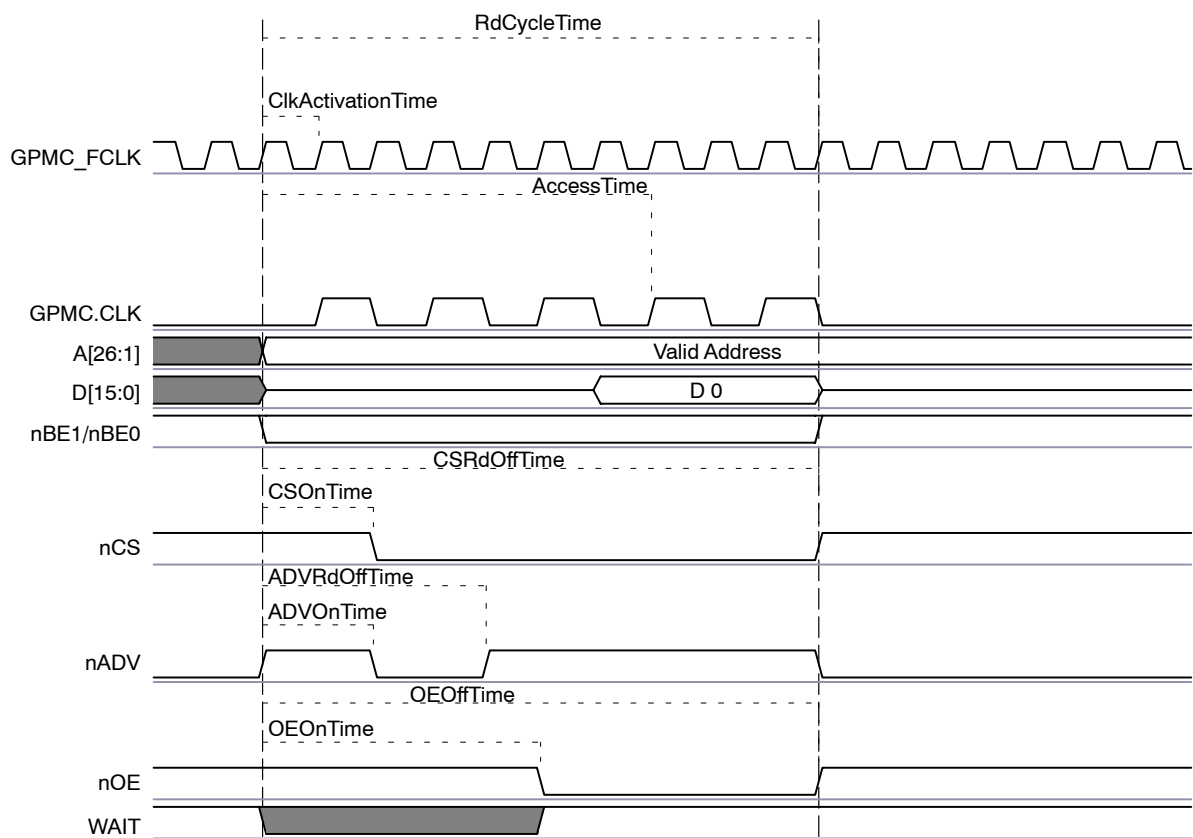 RdCycleTime
ClkActivationTime
GPMC_FCLK
AccessTime
GPMC.CLK
A[26:1]
Valid Address
D[15:0]
D 0
nBE1/nBE0
CSRdOffTime
CSOnTime
nCS
ADVRdOffTime
ADVOnTime
nADV
OEOffTime
OEOnTime
nOE
WAIT